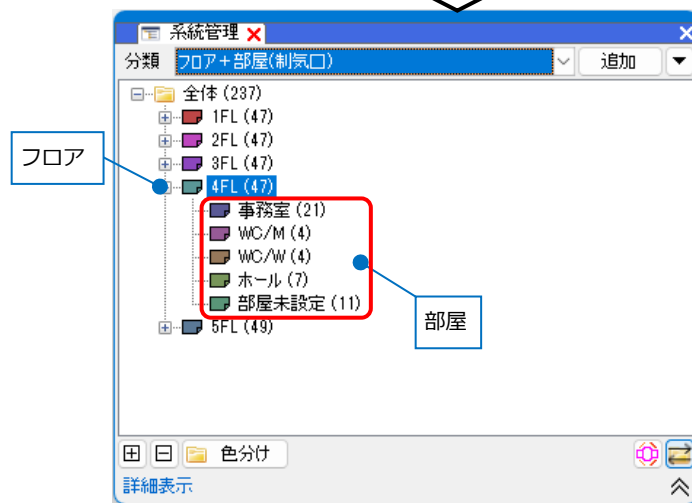 系統管理
分類 フロア+部屋(制気口) 追加
全体 (237)
1FL (47)
2FL (47)
3FL (47)
フロア
4FL (47)
事務室 (21)
WC/M (4)
WC/W (4)
ホール (7)
部屋未設定 (11)
部屋
5FL (49)
色分け
詳細表示